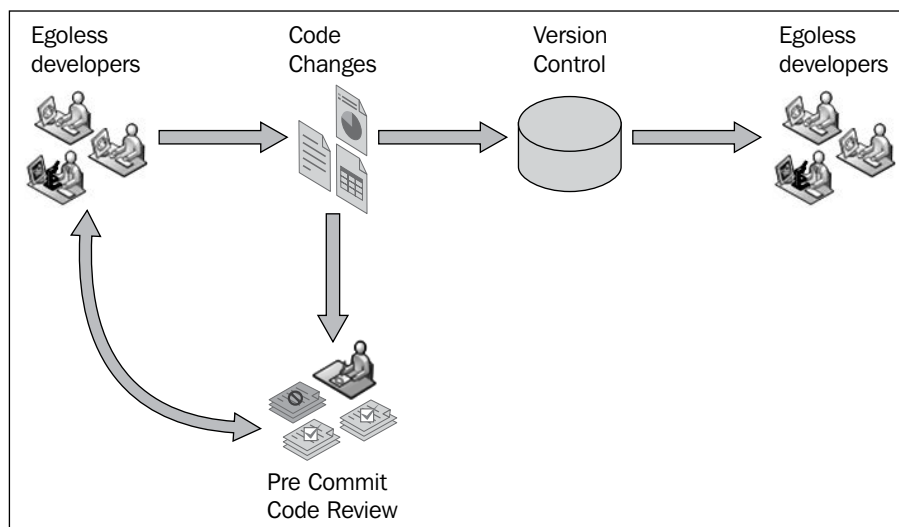 Egoless
developers
Code
Changes
Version
Control
Egoless
developers
Pre Commit
Code Review